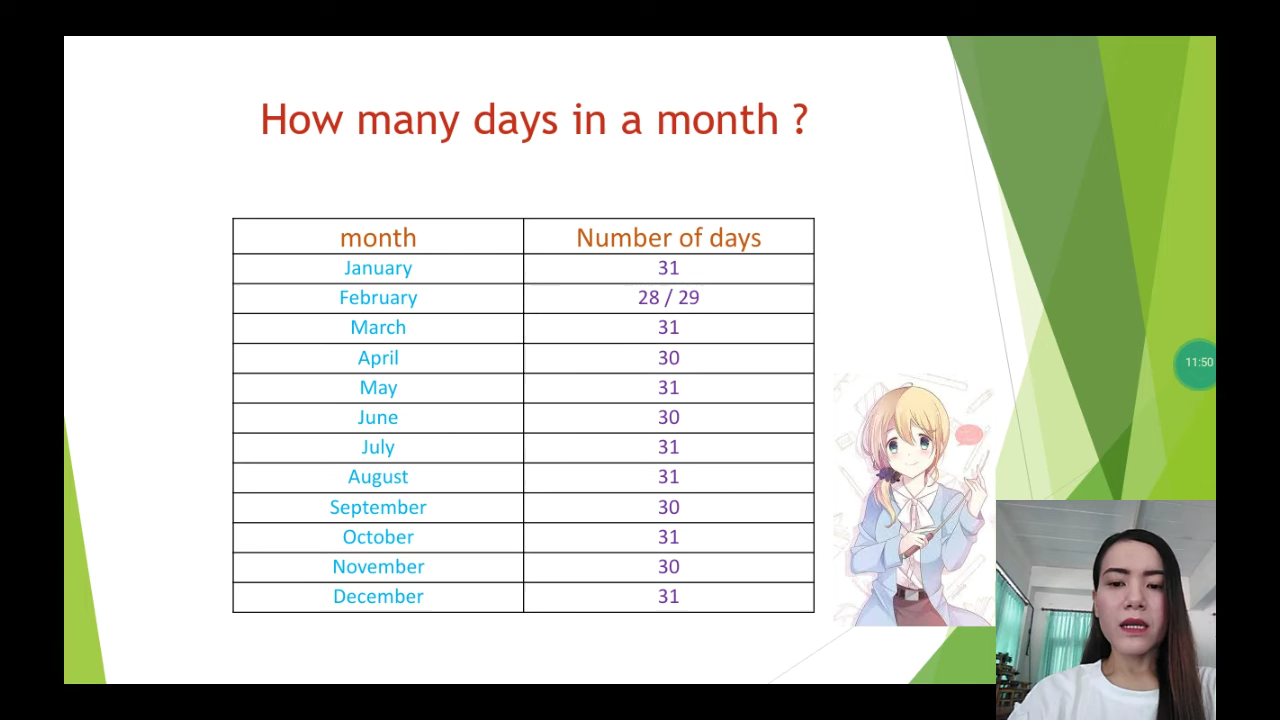 How many days in a month ?
month Number of days
January 31
February 28 / 29
March 31
April 30
May 31
June 30
July 31
August 31
September 30
October 31
November 30
December 31
11:50